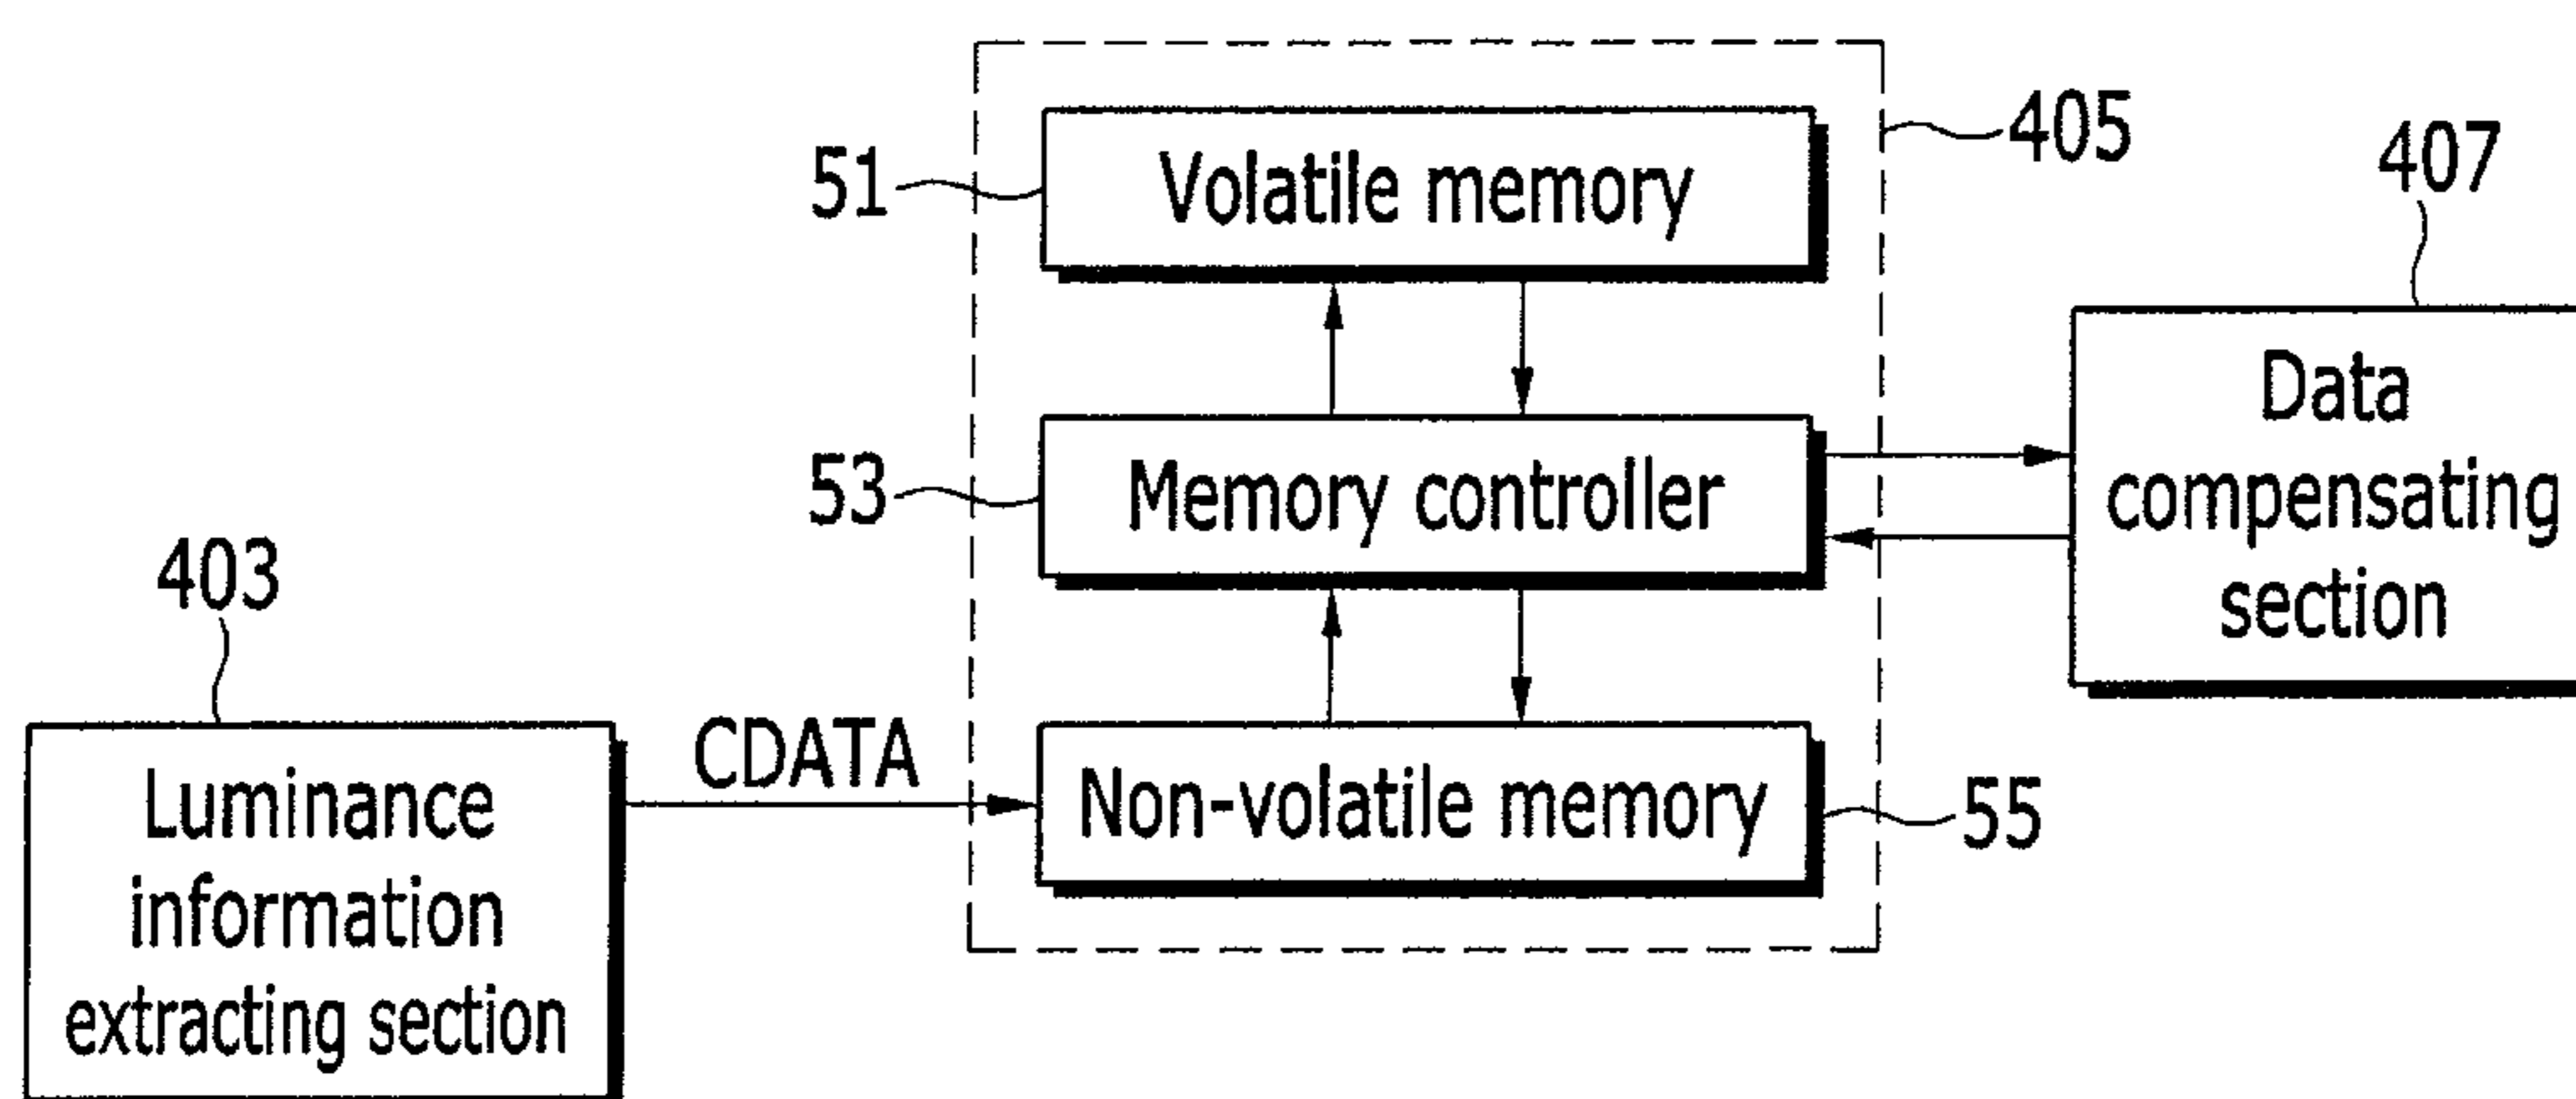 405
51
Volatile memory
407
53
Memory controller
Data
compensating
section
403
CDATA
Luminance
information
extracting section
Non-volatile memory
55